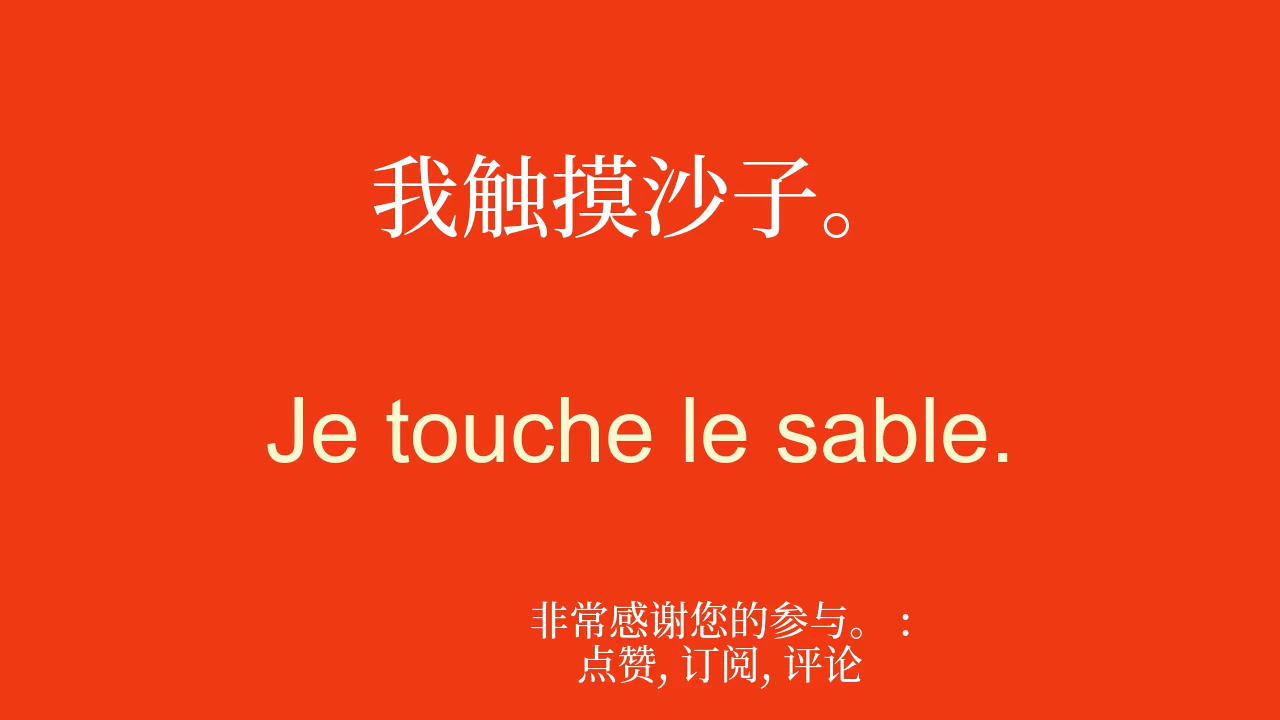 我触摸沙子。
Je touche le sable.
非常感谢您的参与。 :
点赞, 订阅, 评论